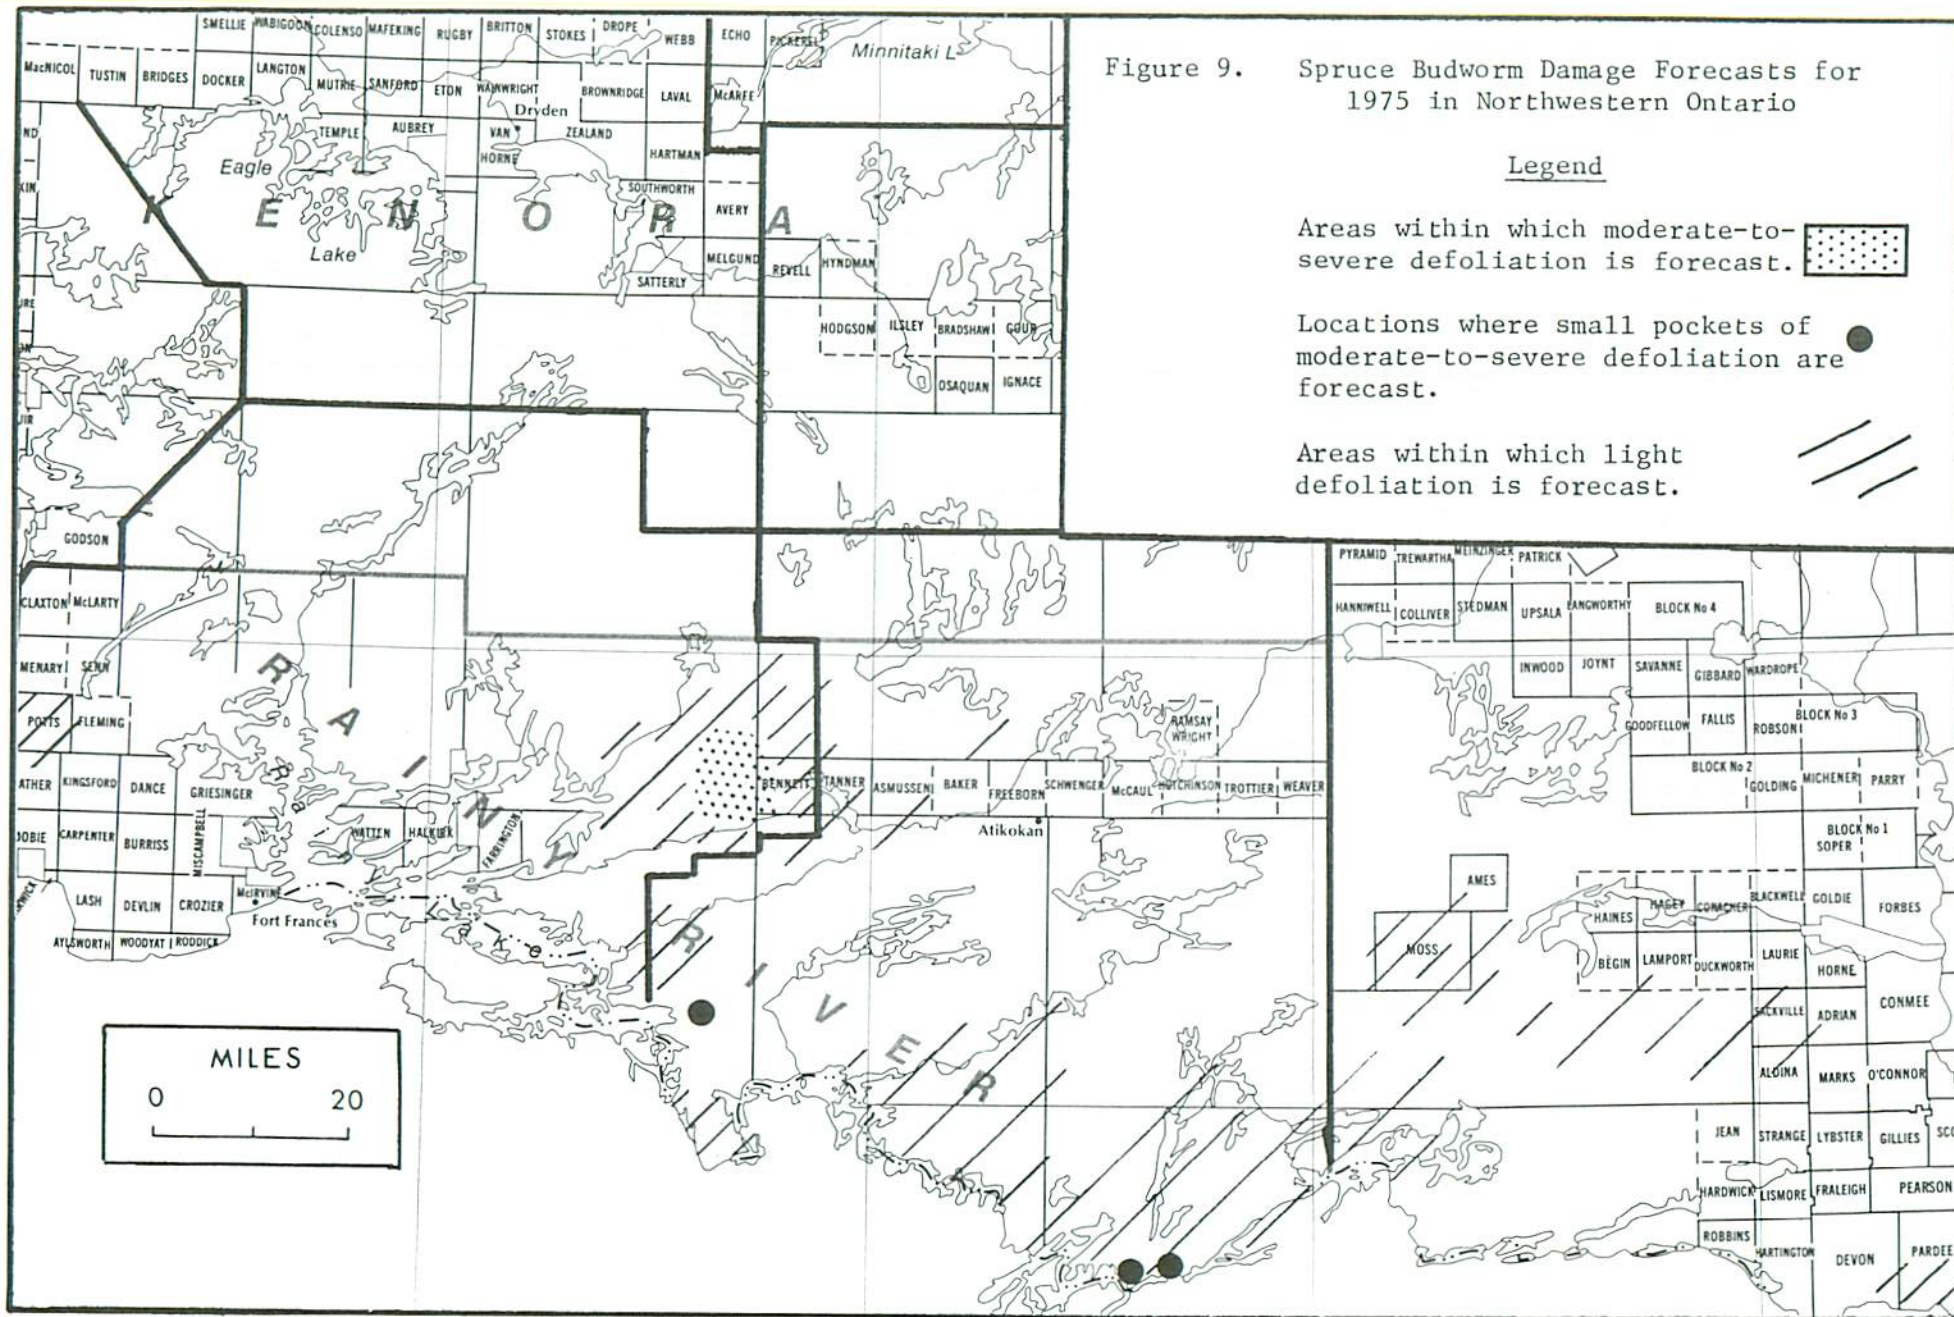 Figure 9. Spruce Budworm Damage Forecasts for
1975 in Northwestern Ontario
Legend
Areas within which moderate-to-
severe defoliation is forecast.
Locations where small pockets of
moderate-to-severe defoliation are
forecast.
Areas within which light
defoliation is forecast.
SMELLIE WABIGOON COLENSO MAFEKING RUGBY BRITTON STOKES DROPE WEBB ECHO PICKEREL Minnitaki L
MacNICOL TUSTIN BRIDGES DOCKER LANGTON MUTRIE SANFORD ETON WAINWRIGHT BROWNRIDGE LAVAL McAREE
Dryden
TEMPLE AUBREY VAN HORNE ZEALAND HARTMAN
Eagle
Lake
SOUTHWORTH AVERY
KENORA
SATTERLY MELGUND REVELL HYNDMAN
HODGSON ILSLEY BRADSHAW GOUR
OSAQUAN IGNACE
GODSON
CLAXTON McLARTY
MENARY SENN
POTTS FLEMING
ATHER KINGSFORD DANCE GRIESINGER
OBIE CARPENTER BURRISS MISCAMPBELL WATTEN HALKIRK FARRINGTON
LASH DEVLIN CROZIER McIRVINE
Fort Frances
AYLSWORTH WOODYAT RODDICK
RAINY
RIVER
Rainy Lake
BENNETT TANNER ASMUSSEN BAKER FREEBORN SCHWENGER McCAUL HUTCHINSON TROTTIER WEAVER
RAMSAY
WRIGHT
Atikokan
PYRAMID TREWARTHA MEINZINGER PATRICK
HANNIWELL COLLIVER STEDMAN UPSALA LANGWORTHY BLOCK No 4
INWOOD JOYNT SAVANNE GIBBARD WARDROPE
GOODFELLOW FALLIS ROBSON BLOCK No 3
BLOCK No 2 GOLDING MICHENER PARRY
BLOCK No 1
SOPER
AMES
HAINES HAGEY CONACHER BLACKWELL GOLDIE FORBES
MOSS BEGIN LAMPORT DUCKWORTH LAURIE HORNE
SACKVILLE ADRIAN CONMEE
ALDINA MARKS O'CONNOR
JEAN STRANGE LYBSTER GILLIES SCO
HARDWICK LISMORE FRALEIGH PEARSON
ROBBINS HARTINGTON DEVON PARDEE
MILES
0 20